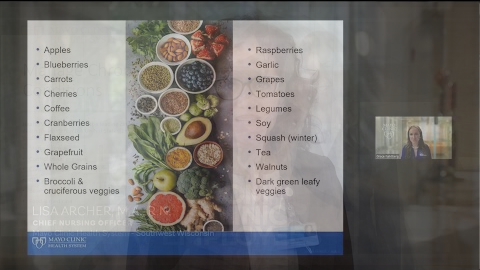 Apples
Blueberries
Carrots
Cherries
Coffee
Cranberries
Flaxseed
Grapefruit
Whole Grains
Broccoli &
cruciferous veggies
Raspberries
Garlic
Grapes
Tomatoes
Legumes
Soy
Squash (winter)
Tea
Walnuts
Dark green leafy
veggies
LISA ARCHER,
CHIEF NURSING OFFICER
Southwest Wisconsin
MAYO CLINIC
HEALTH SYSTEM